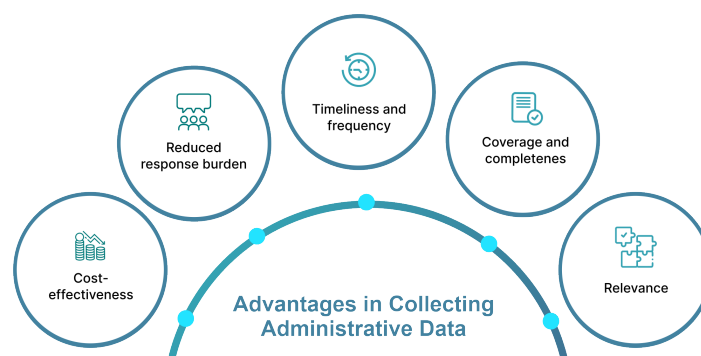 Timeliness and
frequency
Reduced
response burden
Coverage and
completenes
Cost-
effectiveness
Relevance
Advantages in Collecting
Administrative Data